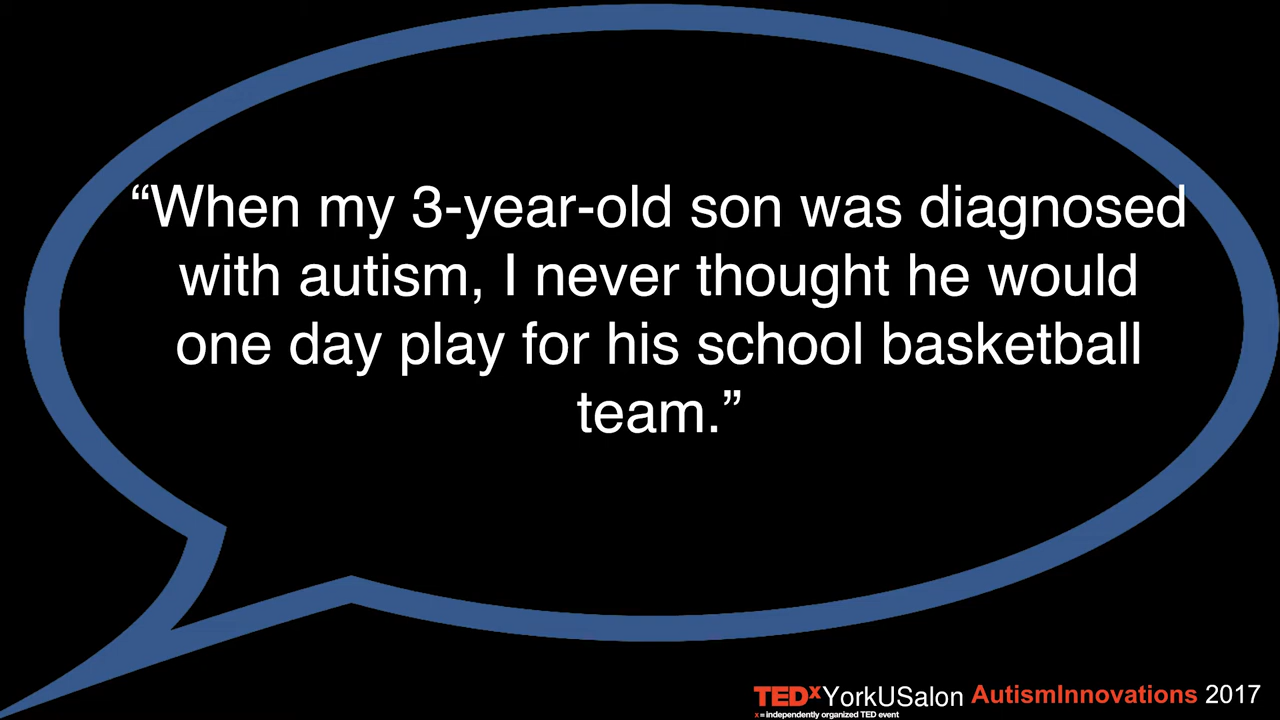 “When my 3-year-old son was diagnosed
with autism, I never thought he would
one day play for his school basketball
team.”
TEDxYorkUSalon AutismInnovations 2017
x = independently organized TED event